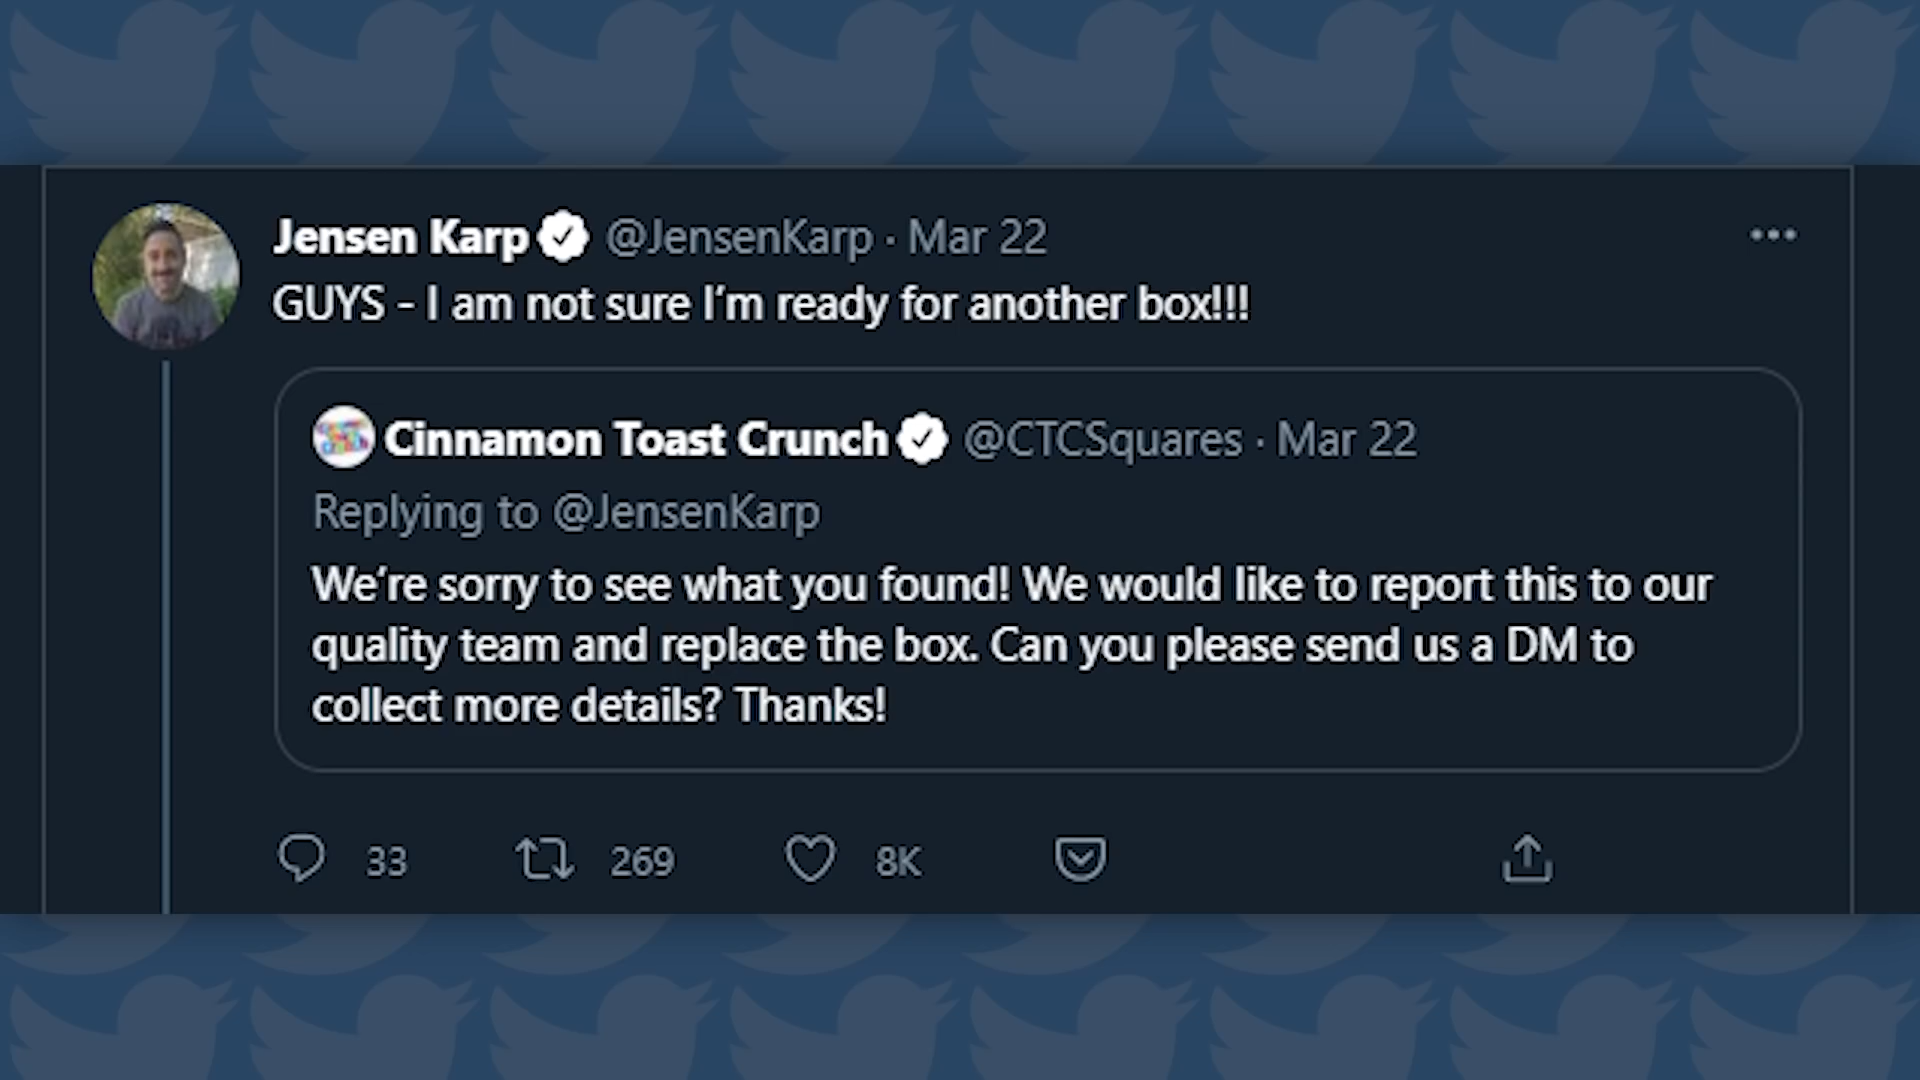 Jensen Karp @JensenKarp · Mar 22
GUYS - I am not sure I'm ready for another box!!!
Cinnamon Toast Crunch @CTCSquares · Mar 22
Replying to @JensenKarp
We're sorry to see what you found! We would like to report this to our
quality team and replace the box. Can you please send us a DM to
collect more details? Thanks!
33 269 8K